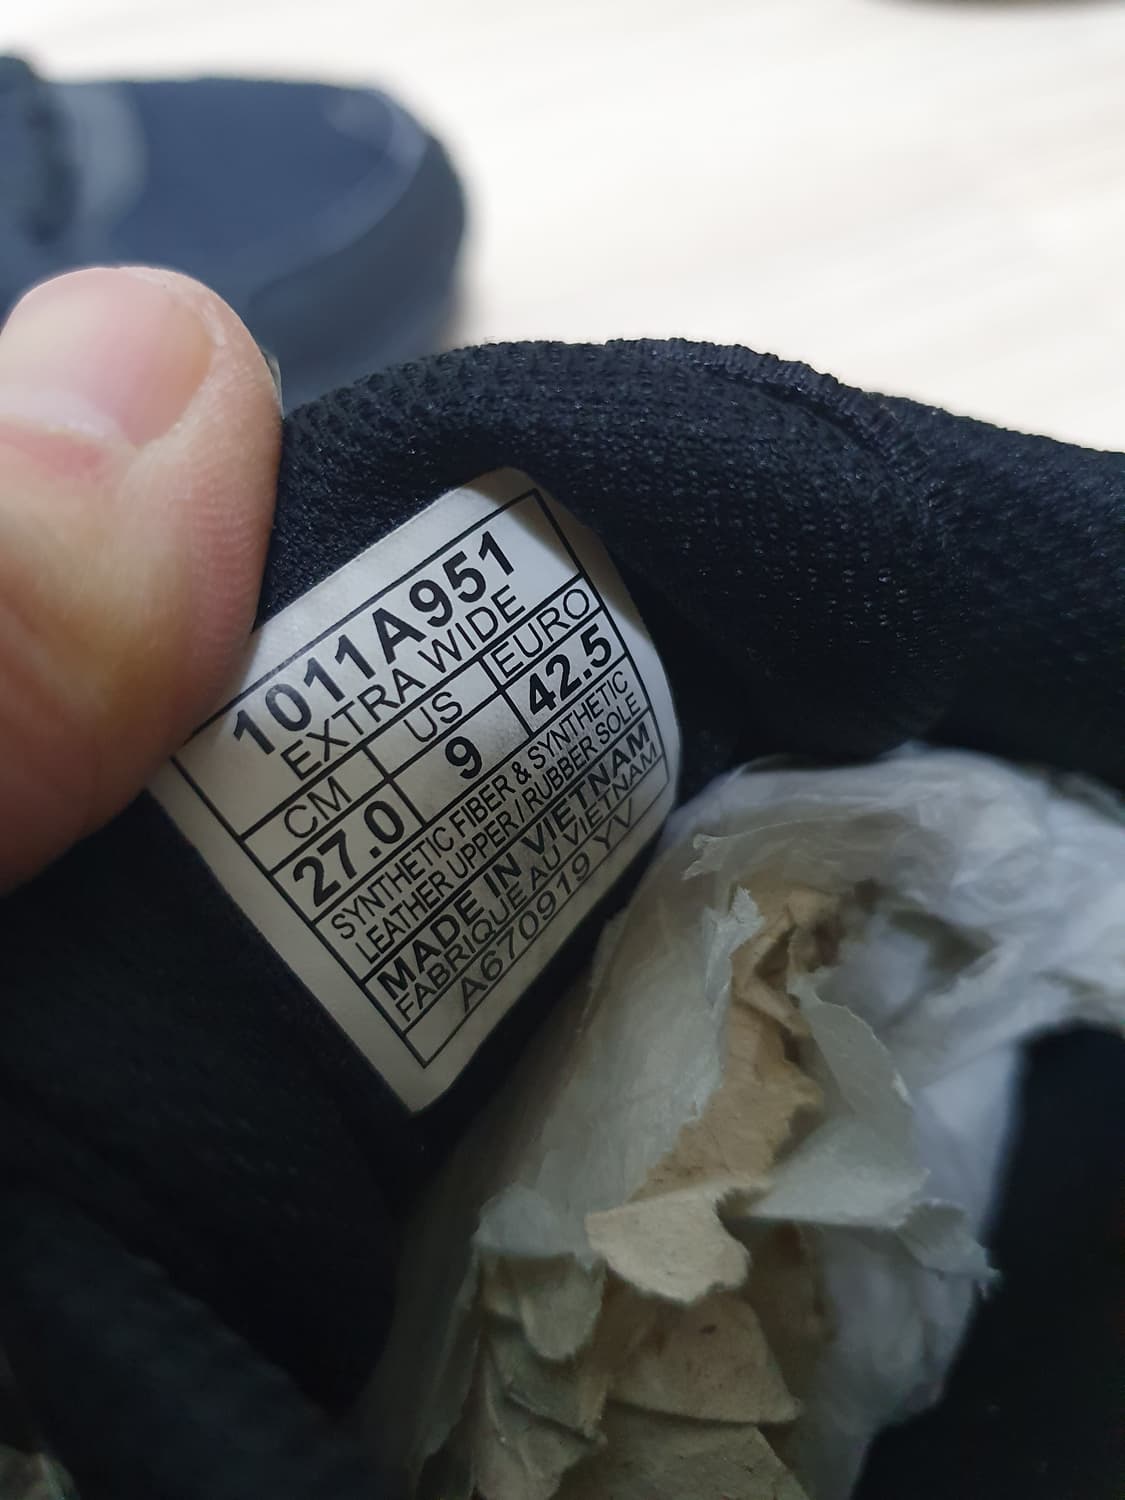 1011A951
EXTRA WIDE
CM US EURO
27.0 9 42.5
SYNTHETIC FIBER & SYNTHETIC
LEATHER UPPER / RUBBER SOLE
MADE IN VIETNAM
FABRIQUE AU VIETNAM
A670919 YV